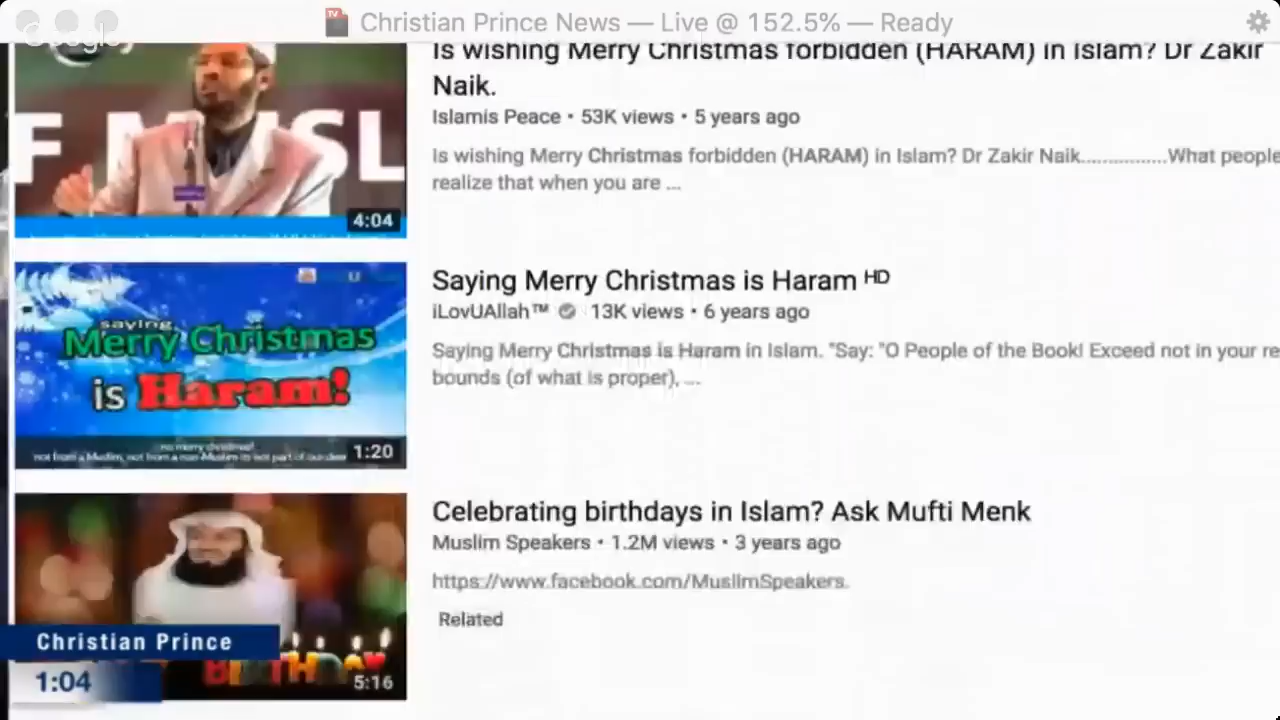 Christian Prince News — Live @ 152.5% — Ready
Google
Is wishing Merry Christmas forbidden (HARAM) in Islam? Dr Zakir
Naik.
Islamis Peace • 53K views • 5 years ago
Is wishing Merry Christmas forbidden (HARAM) in Islam? Dr Zakir Naik................What people
realize that when you are ...
F MUSL
4:04
Saying Merry Christmas is Haram HD
iLovUAllah™ 13K views • 6 years ago
Saying Merry Christmas is Haram in Islam. "Say: "O People of the Book! Exceed not in your re
bounds (of what is proper), ...
saying
Merry Christmas
is Haram!
no merry christmas!
not from a Muslim, not from a non-Muslim is not part of our
1:20
Celebrating birthdays in Islam? Ask Mufti Menk
Muslim Speakers • 1.2M views • 3 years ago
https://www.facebook.com/MuslimSpeakers.
Related
BIRTHDAY
5:16
Christian Prince
1:04